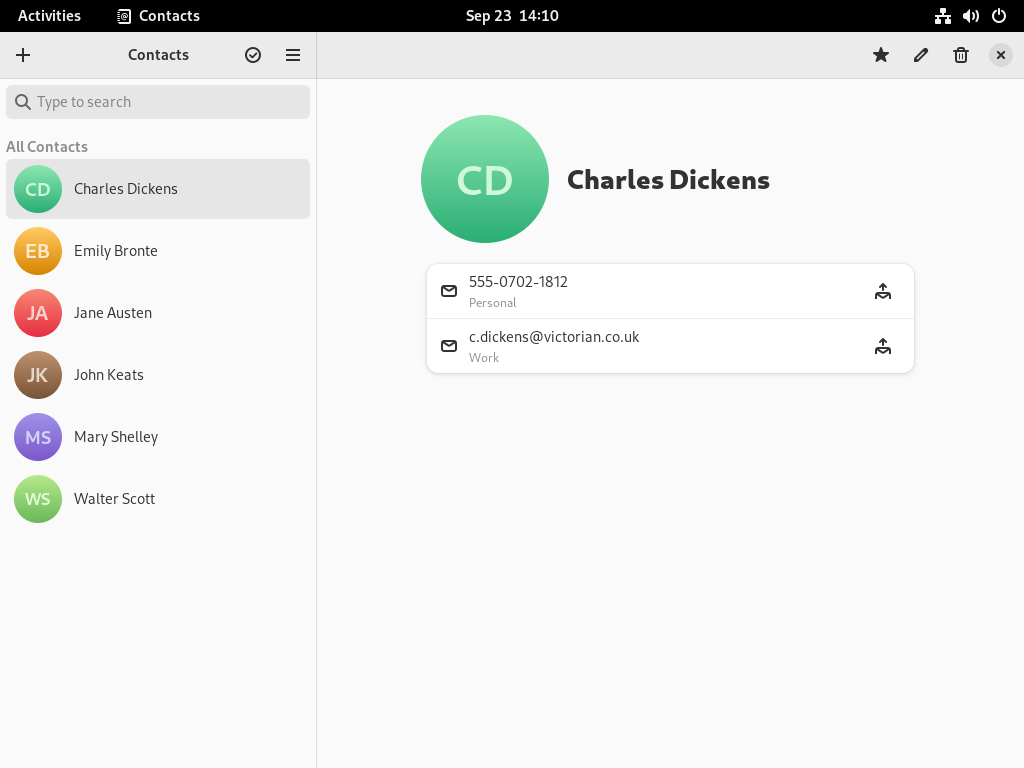 Activities
Contacts
Sep 23 14:10
Contacts
Type to search
All Contacts
CD
Charles Dickens
EB
Emily Bronte
JA
Jane Austen
JK
John Keats
MS
Mary Shelley
WS
Walter Scott
CD
Charles Dickens
555-0702-1812
Personal
c.dickens@victorian.co.uk
Work